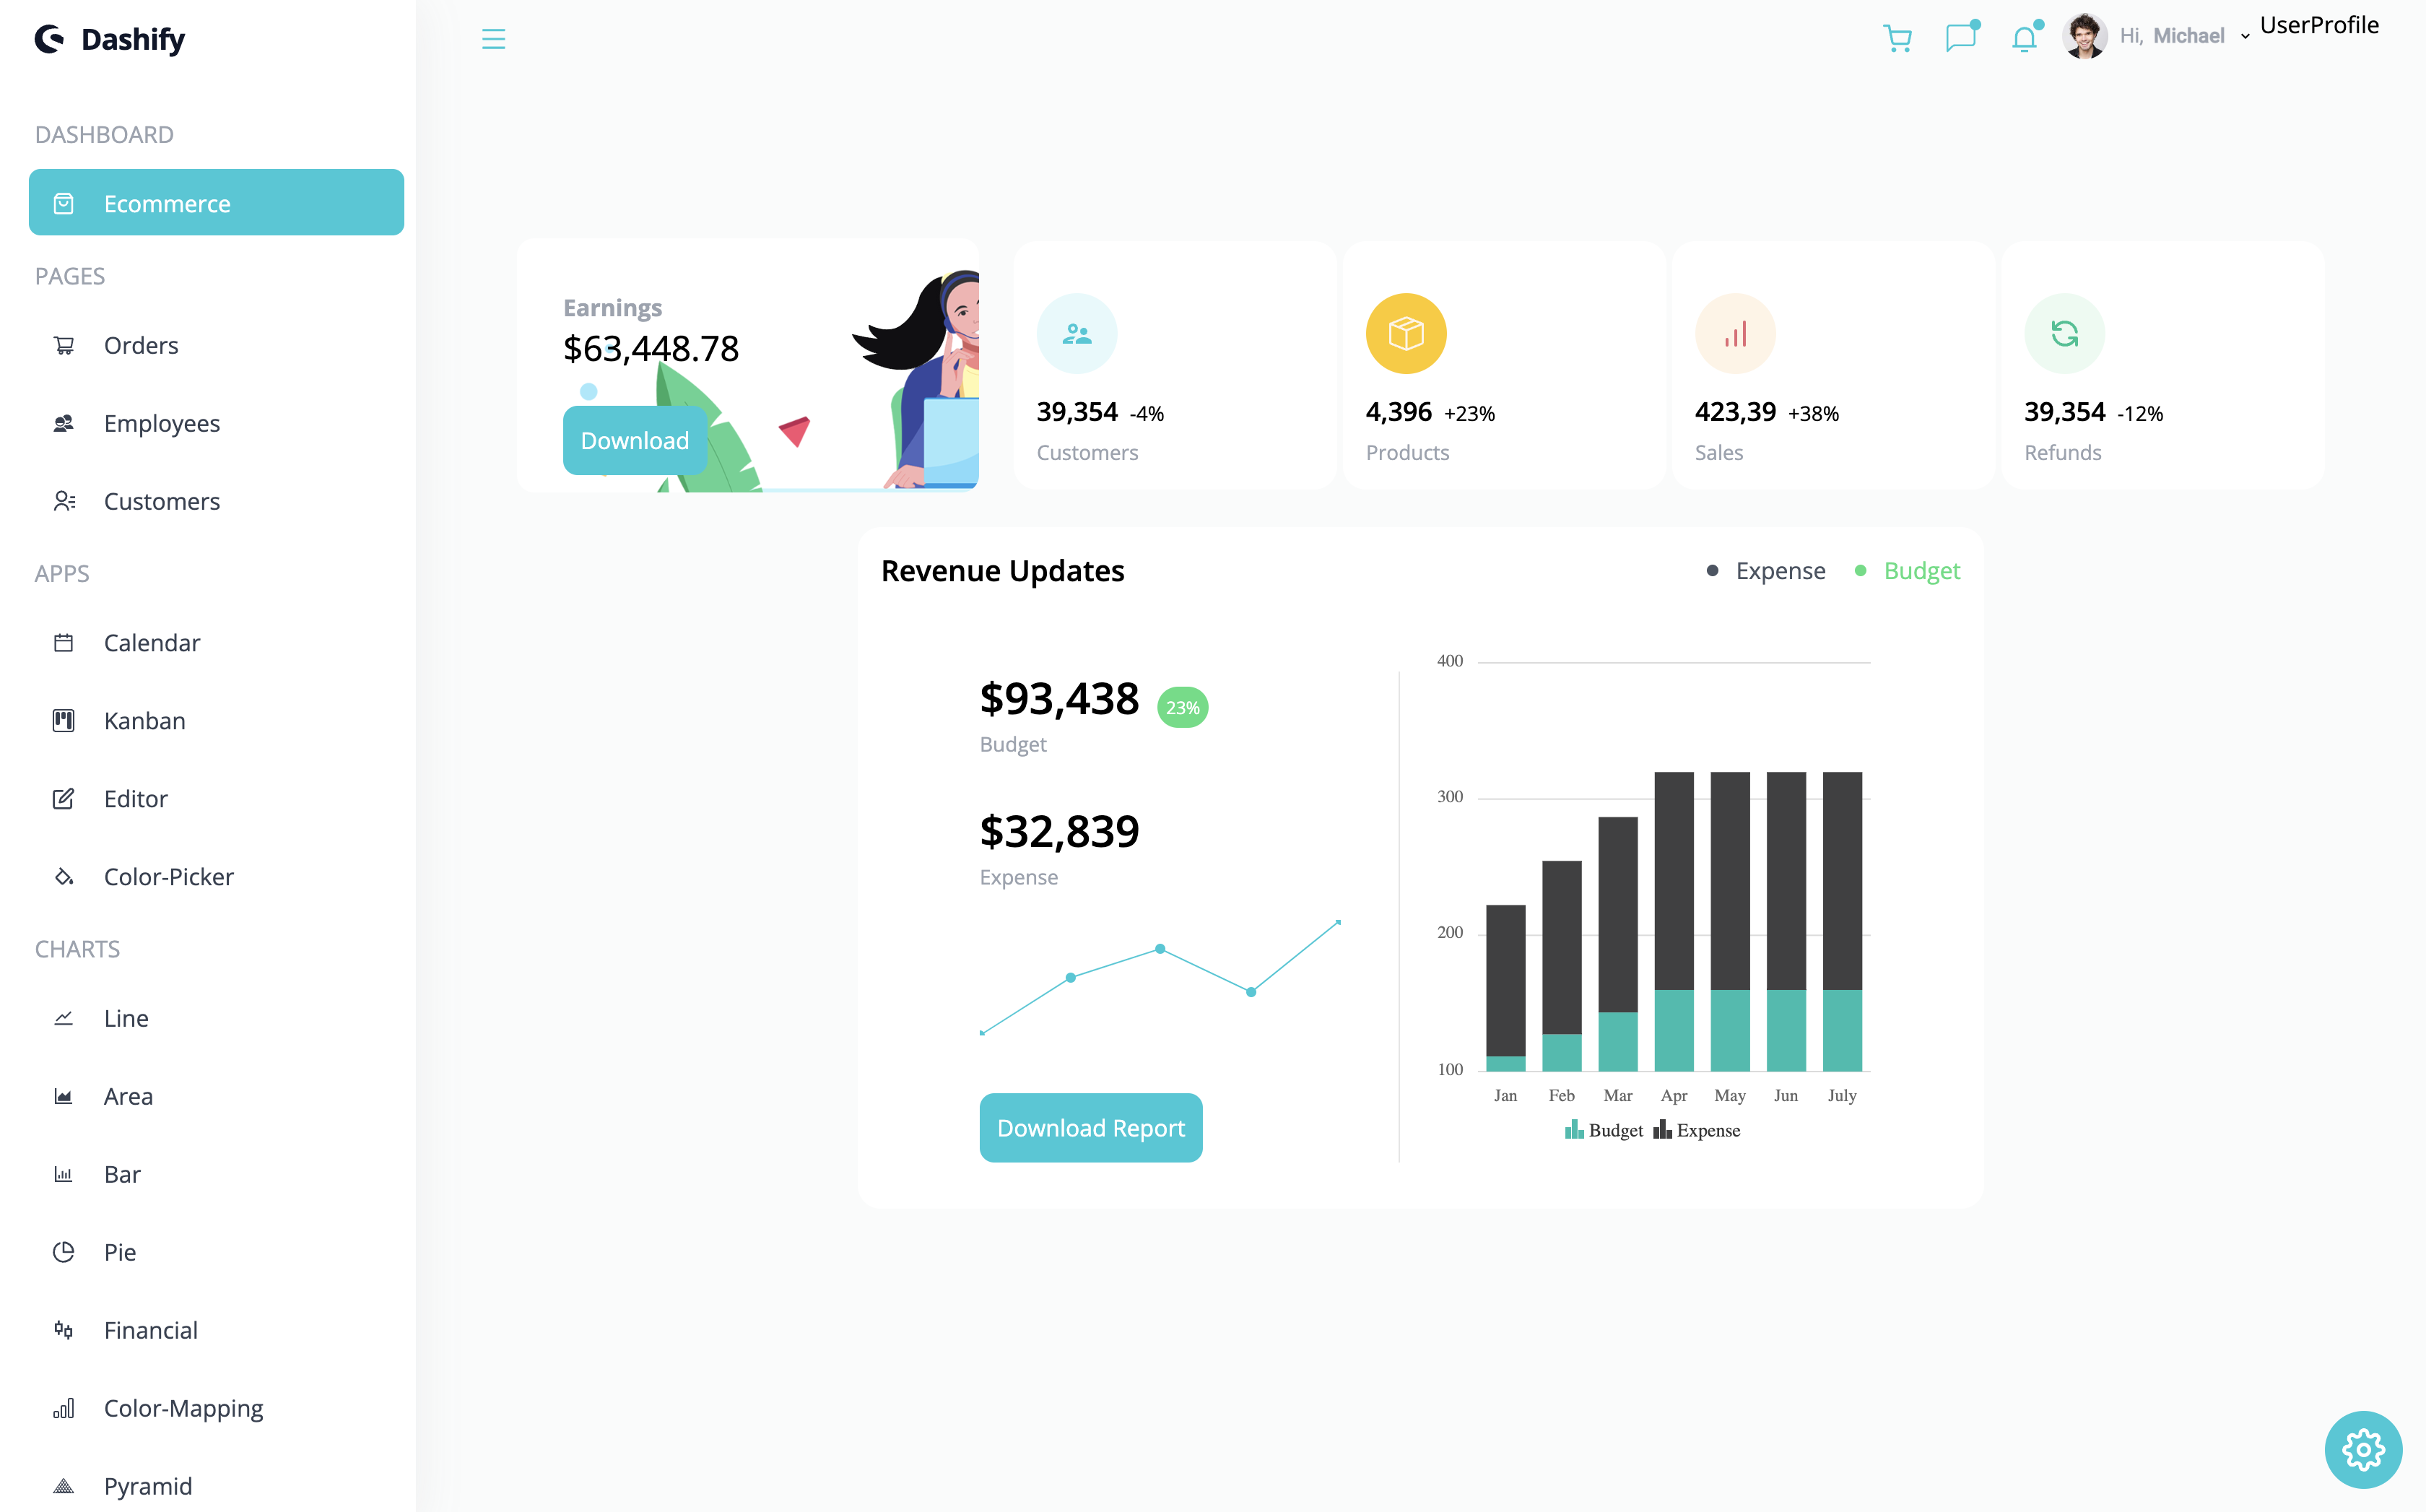 Dashify
DASHBOARD
Ecommerce
PAGES
Orders
Employees
Customers
APPS
Calendar
Kanban
Editor
Color-Picker
CHARTS
Line
Area
Bar
Pie
Financial
Color-Mapping
Pyramid
Hi, Michael
UserProfile
Earnings
$63,448.78
Download
39,354 -4%
Customers
4,396 +23%
Products
423,39 +38%
Sales
39,354 -12%
Refunds
Revenue Updates
Expense Budget
$93,438 23%
Budget
$32,839
Expense
Download Report
400
300
200
100
Jan Feb Mar Apr May Jun July
Budget Expense